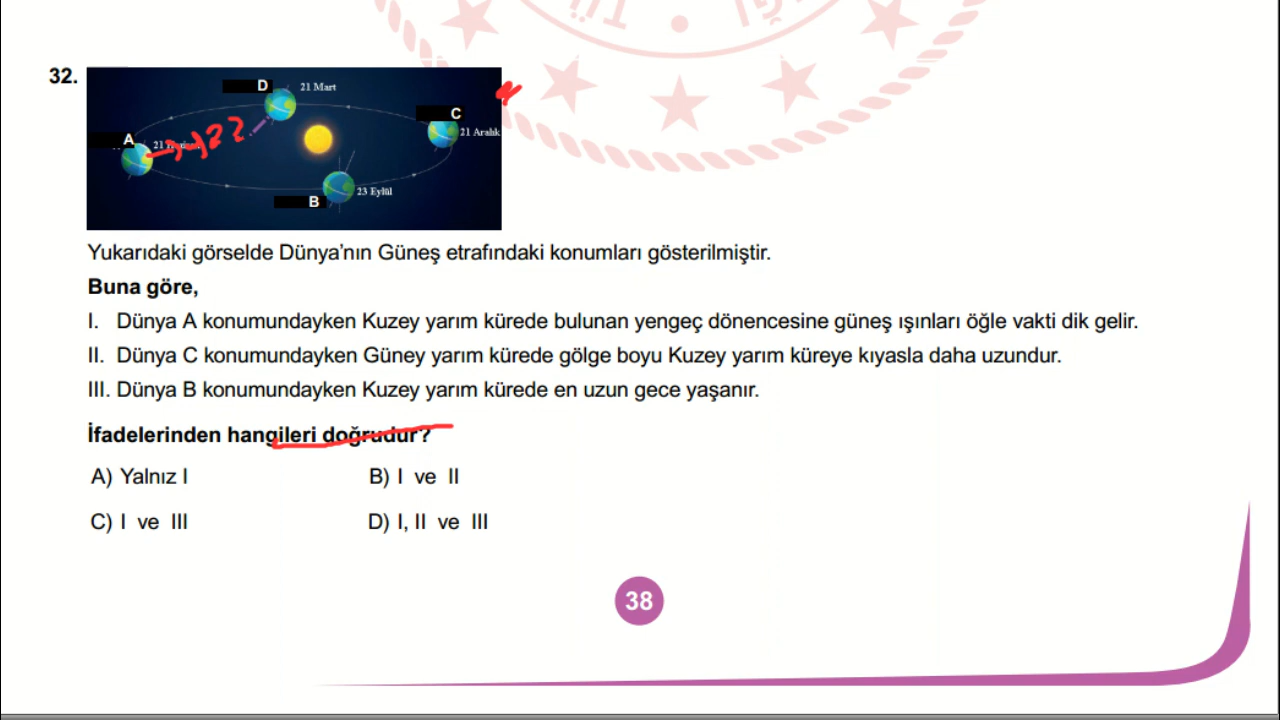 TÜ
ĞI
32.
D
21 Mart
C
21 Aralık
A
21
B
23 Eylül
Yukarıdaki görselde Dünya’nın Güneş etrafındaki konumları gösterilmiştir.
Buna göre,
I. Dünya A konumundayken Kuzey yarım kürede bulunan yengeç dönencesine güneş ışınları öğle vakti dik gelir.
II. Dünya C konumundayken Güney yarım kürede gölge boyu Kuzey yarım küreye kıyasla daha uzundur.
III. Dünya B konumundayken Kuzey yarım kürede en uzun gece yaşanır.
İfadelerinden hangileri doğrudur?
A) Yalnız I
B) I ve II
C) I ve III
D) I, II ve III
38